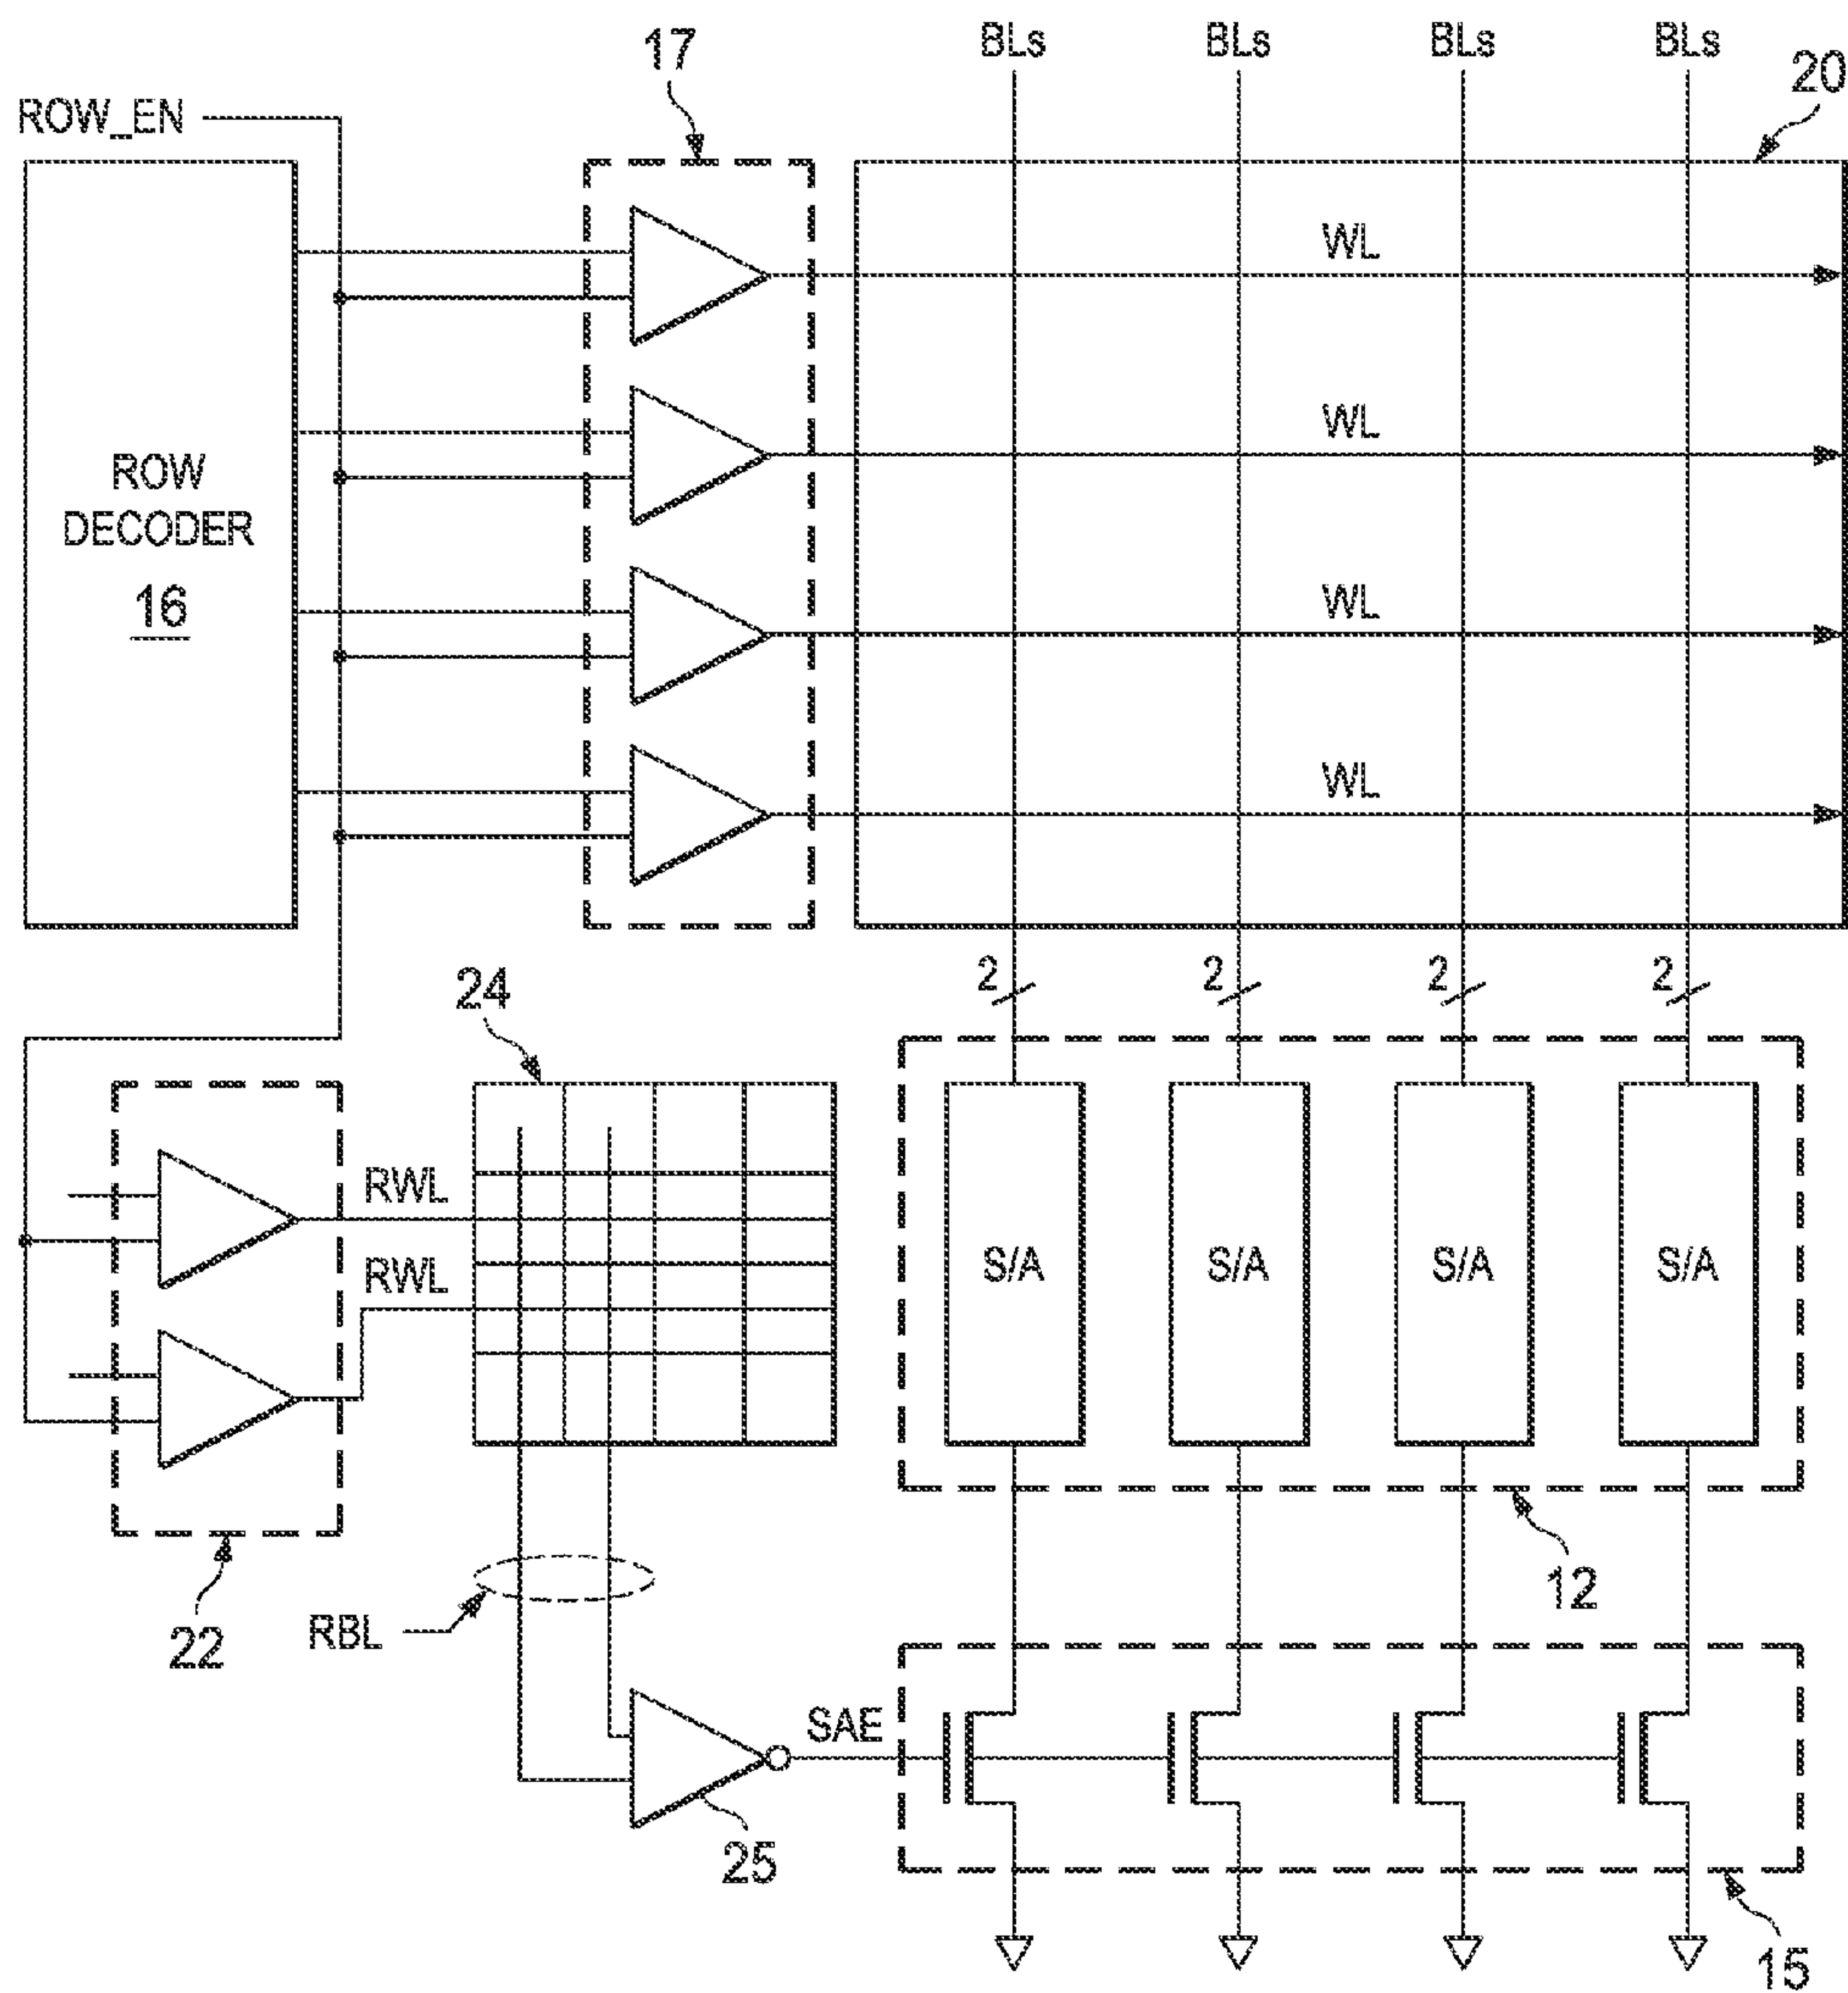 17
BLs BLs BLs BLs
20
ROW_EN
WL
WL
ROW
DECODER
16
WL
WL
2 2 2 2
24
RWL
RWL
S/A S/A S/A S/A
22
RBL
12
SAE
25
15